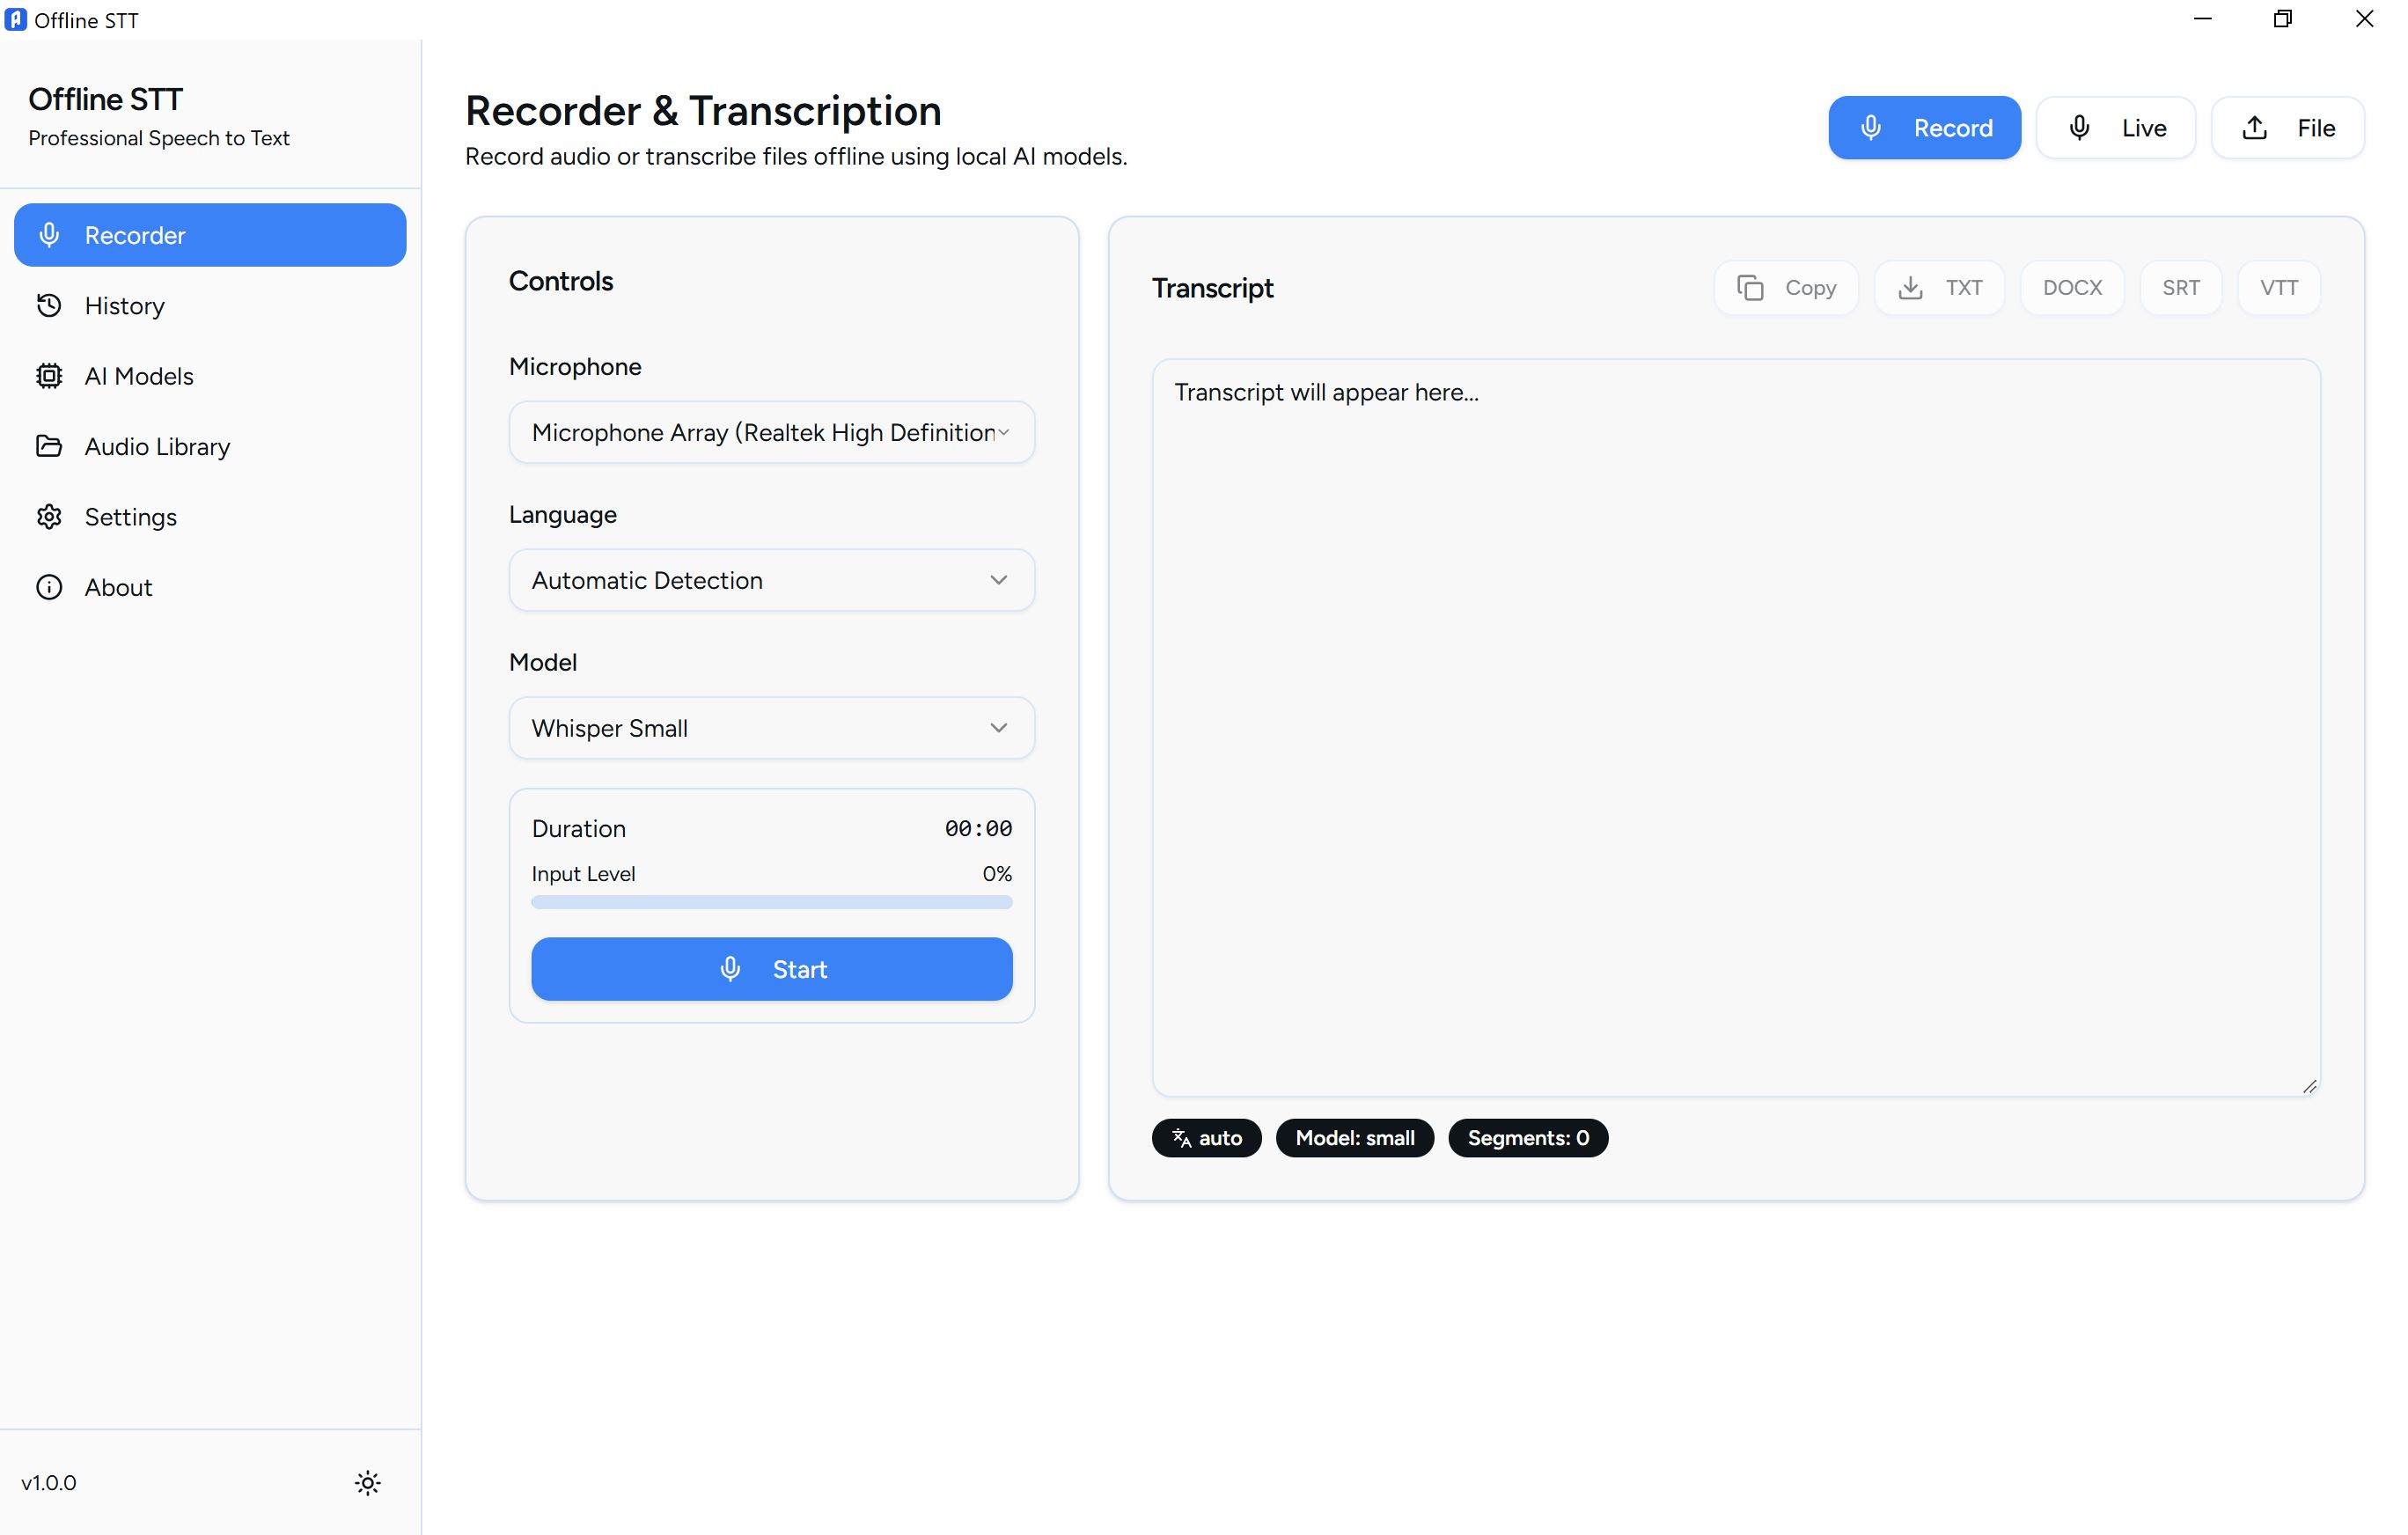 Offline STT
Offline STT
Professional Speech to Text
Recorder
History
AI Models
Audio Library
Settings
About
v1.0.0
Recorder & Transcription
Record audio or transcribe files offline using local AI models.
Record
Live
File
Controls
Microphone
Microphone Array (Realtek High Definition
Language
Automatic Detection
Model
Whisper Small
Duration 00:00
Input Level 0%
Start
Transcript
Copy
TXT
DOCX
SRT
VTT
Transcript will appear here...
auto
Model: small
Segments: 0